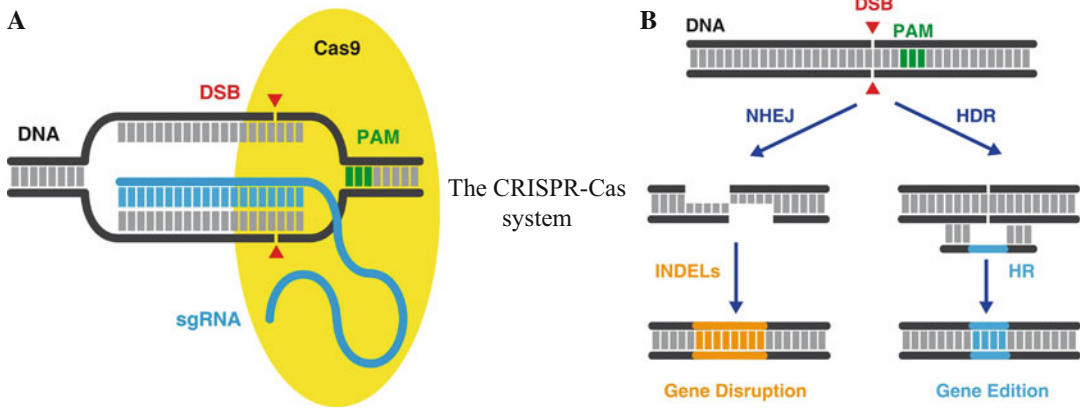 A
Cas9
DSB
DNA
PAM
sgRNA
The CRISPR-Cas
system
B
DSB
DNA
PAM
NHEJ
HDR
INDELs
HR
Gene Disruption
Gene Edition